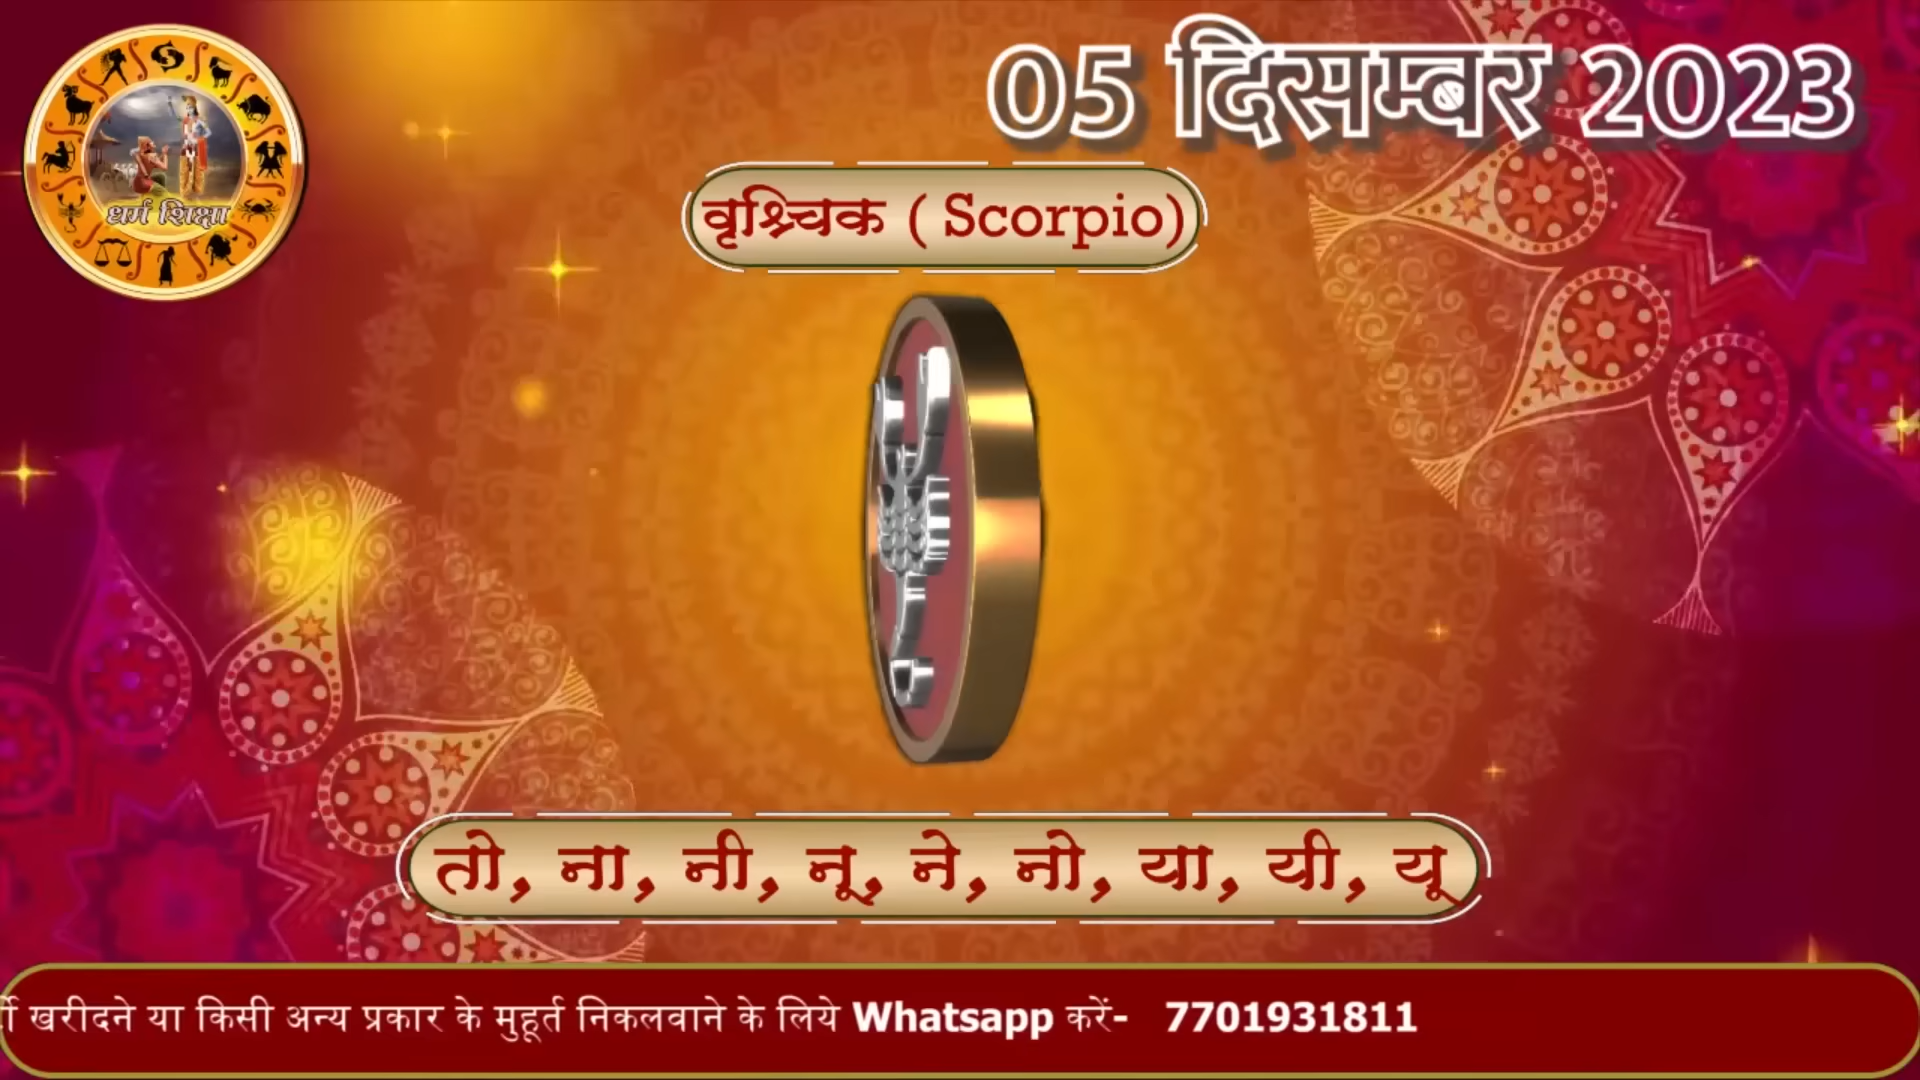 05 दिसम्बर 2023
धर्म शिक्षा
वृश्चिक ( Scorpio)
तो, ना, नी, नू, ने, नो, या, यी, यू
खरीदने या किसी अन्य प्रकार के मुहूर्त निकलवाने के लिये Whatsapp करें- 7701931811